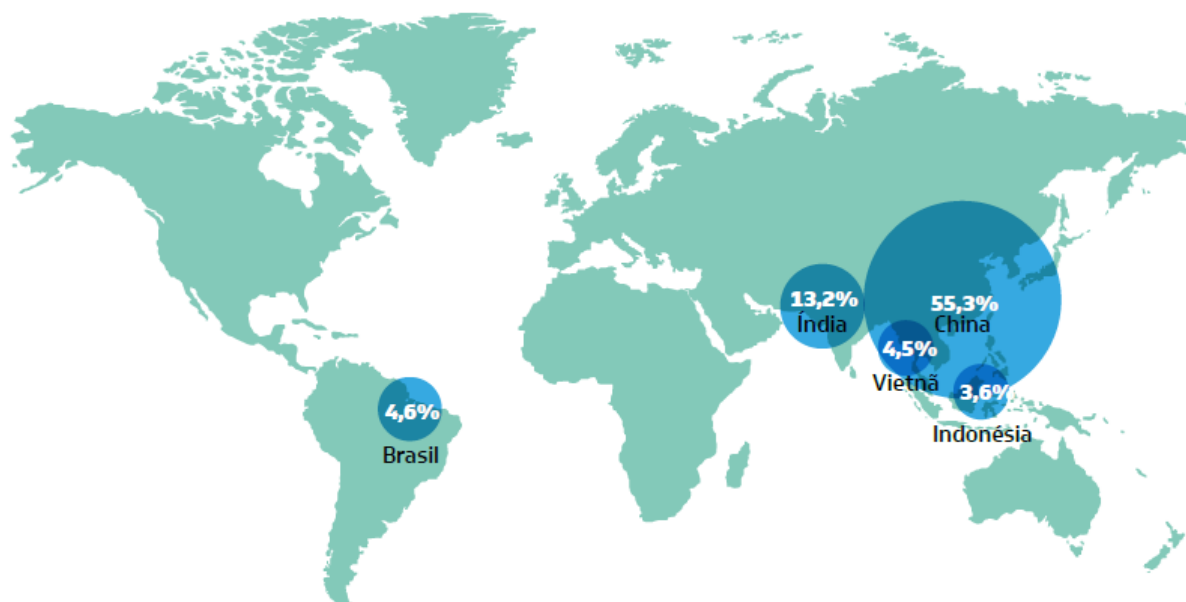 13,2%
Índia
55,3%
China
4,5%
Vietnã
3,6%
Indonésia
4,6%
Brasil